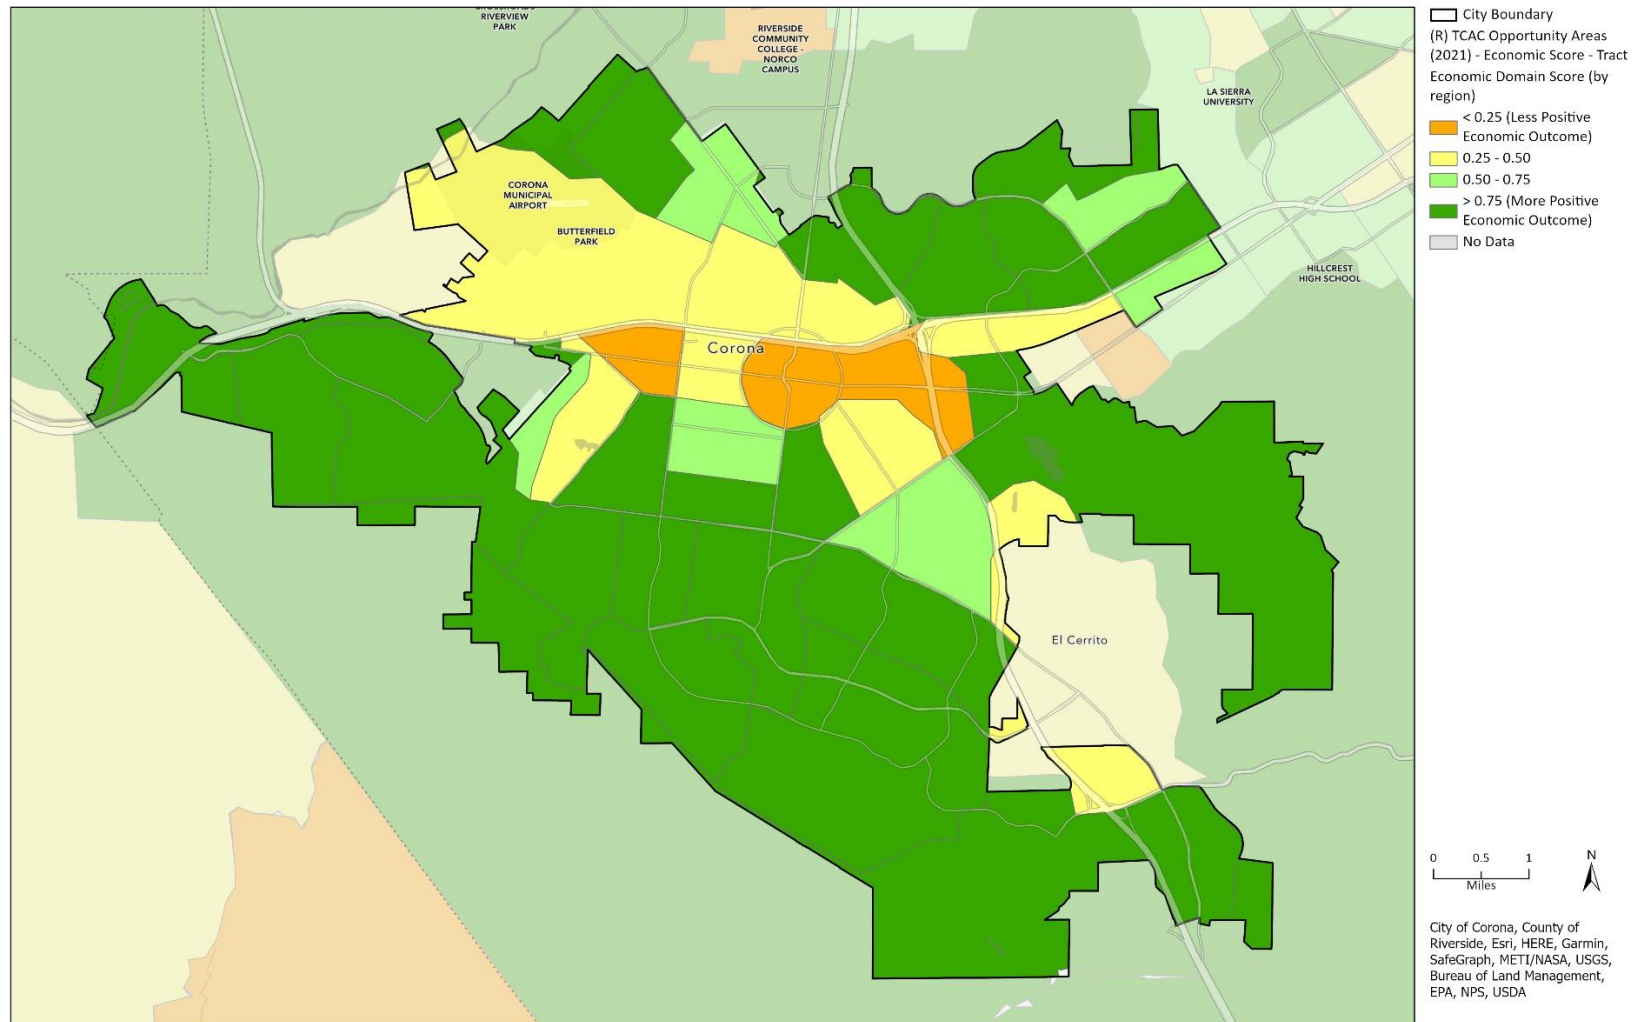 CROSSROADS
RIVERVIEW
PARK
RIVERSIDE
COMMUNITY
COLLEGE -
NORCO
CAMPUS
LA SIERRA
UNIVERSITY
CORONA
MUNICIPAL
AIRPORT
BUTTERFIELD
PARK
HILLCREST
HIGH SCHOOL
Corona
El Cerrito
City Boundary
(R) TCAC Opportunity Areas
(2021) - Economic Score - Tract
Economic Domain Score (by
region)
< 0.25 (Less Positive
Economic Outcome)
0.25 - 0.50
0.50 - 0.75
> 0.75 (More Positive
Economic Outcome)
No Data
0 0.5 1
Miles
N
City of Corona, County of
Riverside, Esri, HERE, Garmin,
SafeGraph, METI/NASA, USGS,
Bureau of Land Management,
EPA, NPS, USDA